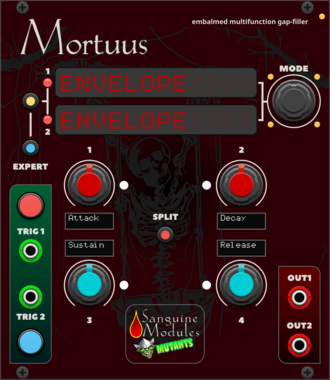 embalmed multifunction gap-filler
Mortuus
MODE
1
ENVELOPE
ENVELOPE
2
EXPERT
1
2
Attack
SPLIT
Decay
TRIG 1
Sustain
Release
TRIG 2
3
4
OUT1
OUT2
Sanguine
Modules
MUTANTS